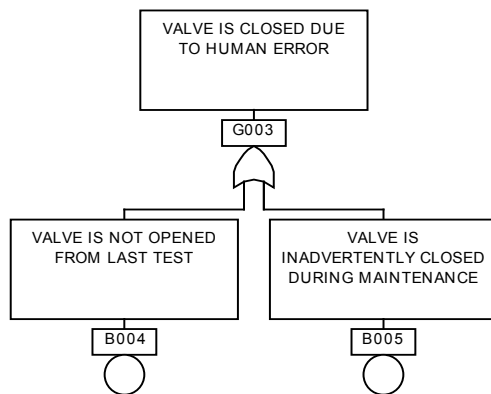 VALVE IS CLOSED DUE
TO HUMAN ERROR
G003
VALVE IS NOT OPENED
FROM LAST TEST
VALVE IS
INADVERTENTLY CLOSED
DURING MAINTENANCE
B004
B005